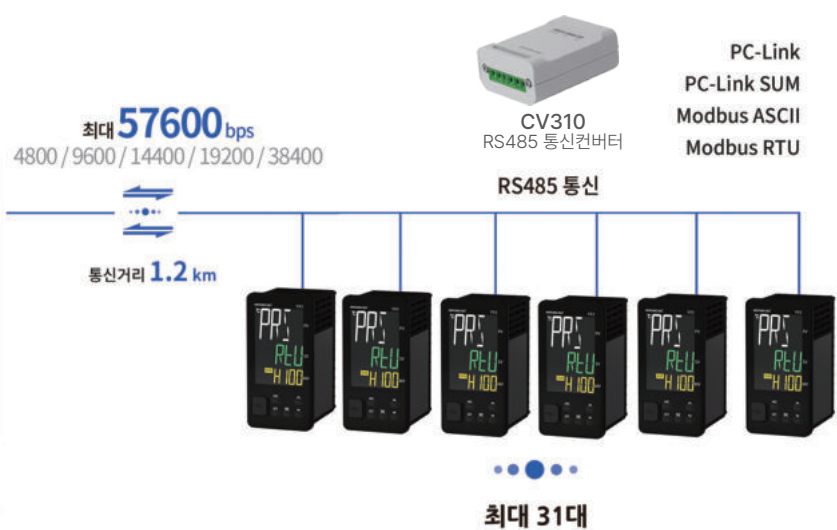 PC-Link
PC-Link SUM
Modbus ASCII
Modbus RTU
CV310
RS485 통신컨버터
최대 57600 bps
4800 / 9600 / 14400 / 19200 / 38400
RS485 통신
통신거리 1.2 km
PRS
RtU
H 100
PRS
RtU
H 100
PRS
RtU
H 100
PRS
RtU
H 100
PRS
RtU
H 100
PRS
RtU
H 100
최대 31대